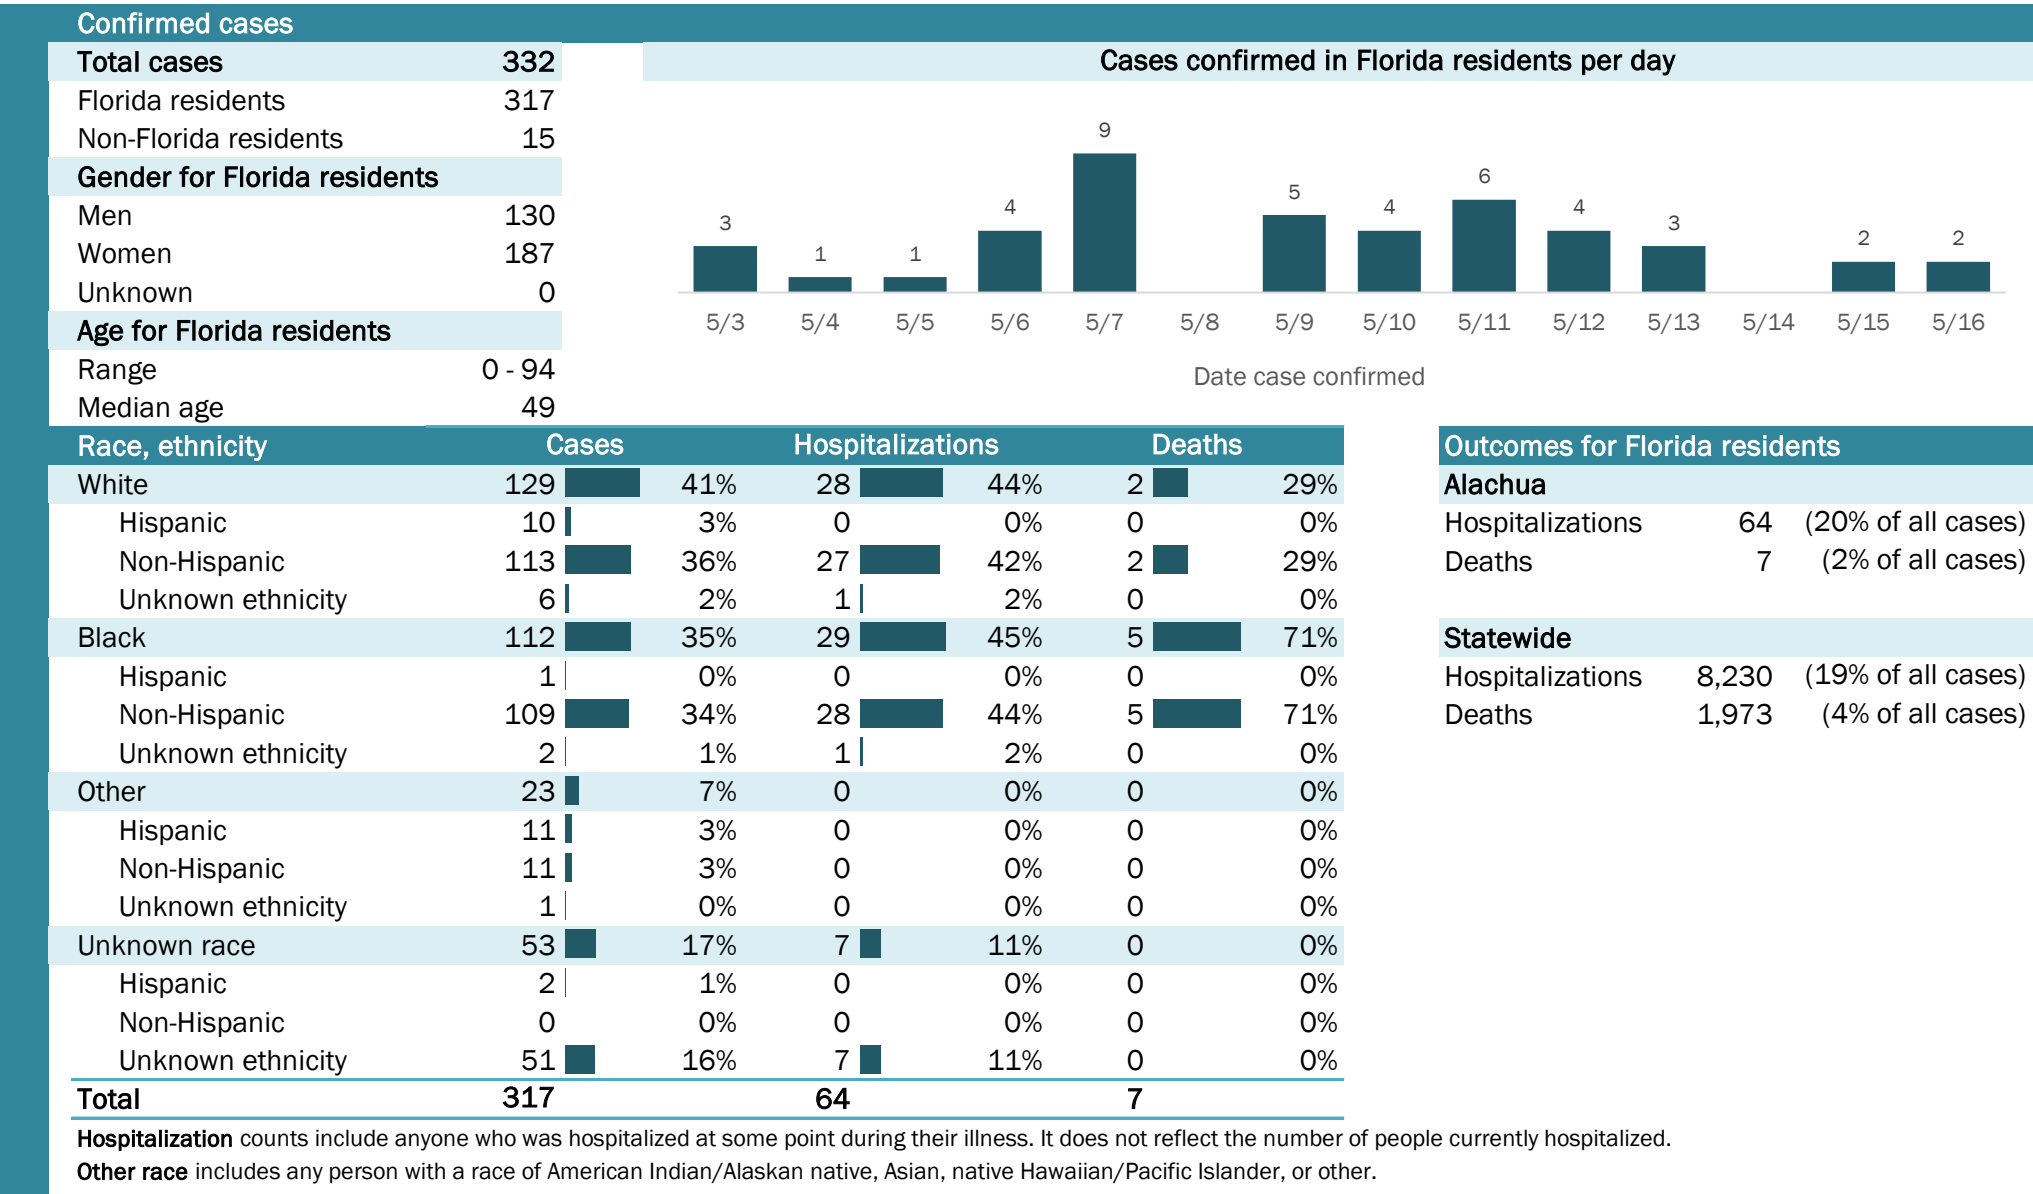 Confirmed cases
Total cases 332
Florida residents 317
Non-Florida residents 15
Gender for Florida residents
Men 130
Women 187
Unknown 0
Age for Florida residents
Range 0 - 94
Median age 49
Cases confirmed in Florida residents per day
3 1 1 4 9 5 4 6 4 3 2 2
5/3 5/4 5/5 5/6 5/7 5/8 5/9 5/10 5/11 5/12 5/13 5/14 5/15 5/16
Date case confirmed
Race, ethnicity Cases Hospitalizations Deaths
White 129 41% 28 44% 2 29%
Hispanic 10 3% 0 0% 0 0%
Non-Hispanic 113 36% 27 42% 2 29%
Unknown ethnicity 6 2% 1 2% 0 0%
Black 112 35% 29 45% 5 71%
Hispanic 1 0% 0 0% 0 0%
Non-Hispanic 109 34% 28 44% 5 71%
Unknown ethnicity 2 1% 1 2% 0 0%
Other 23 7% 0 0% 0 0%
Hispanic 11 3% 0 0% 0 0%
Non-Hispanic 11 3% 0 0% 0 0%
Unknown ethnicity 1 0% 0 0% 0 0%
Unknown race 53 17% 7 11% 0 0%
Hispanic 2 1% 0 0% 0 0%
Non-Hispanic 0 0% 0 0% 0 0%
Unknown ethnicity 51 16% 7 11% 0 0%
Total 317 64 7
Outcomes for Florida residents
Alachua
Hospitalizations 64 (20% of all cases)
Deaths 7 (2% of all cases)
Statewide
Hospitalizations 8,230 (19% of all cases)
Deaths 1,973 (4% of all cases)
Hospitalization counts include anyone who was hospitalized at some point during their illness. It does not reflect the number of people currently hospitalized.
Other race includes any person with a race of American Indian/Alaskan native, Asian, native Hawaiian/Pacific Islander, or other.